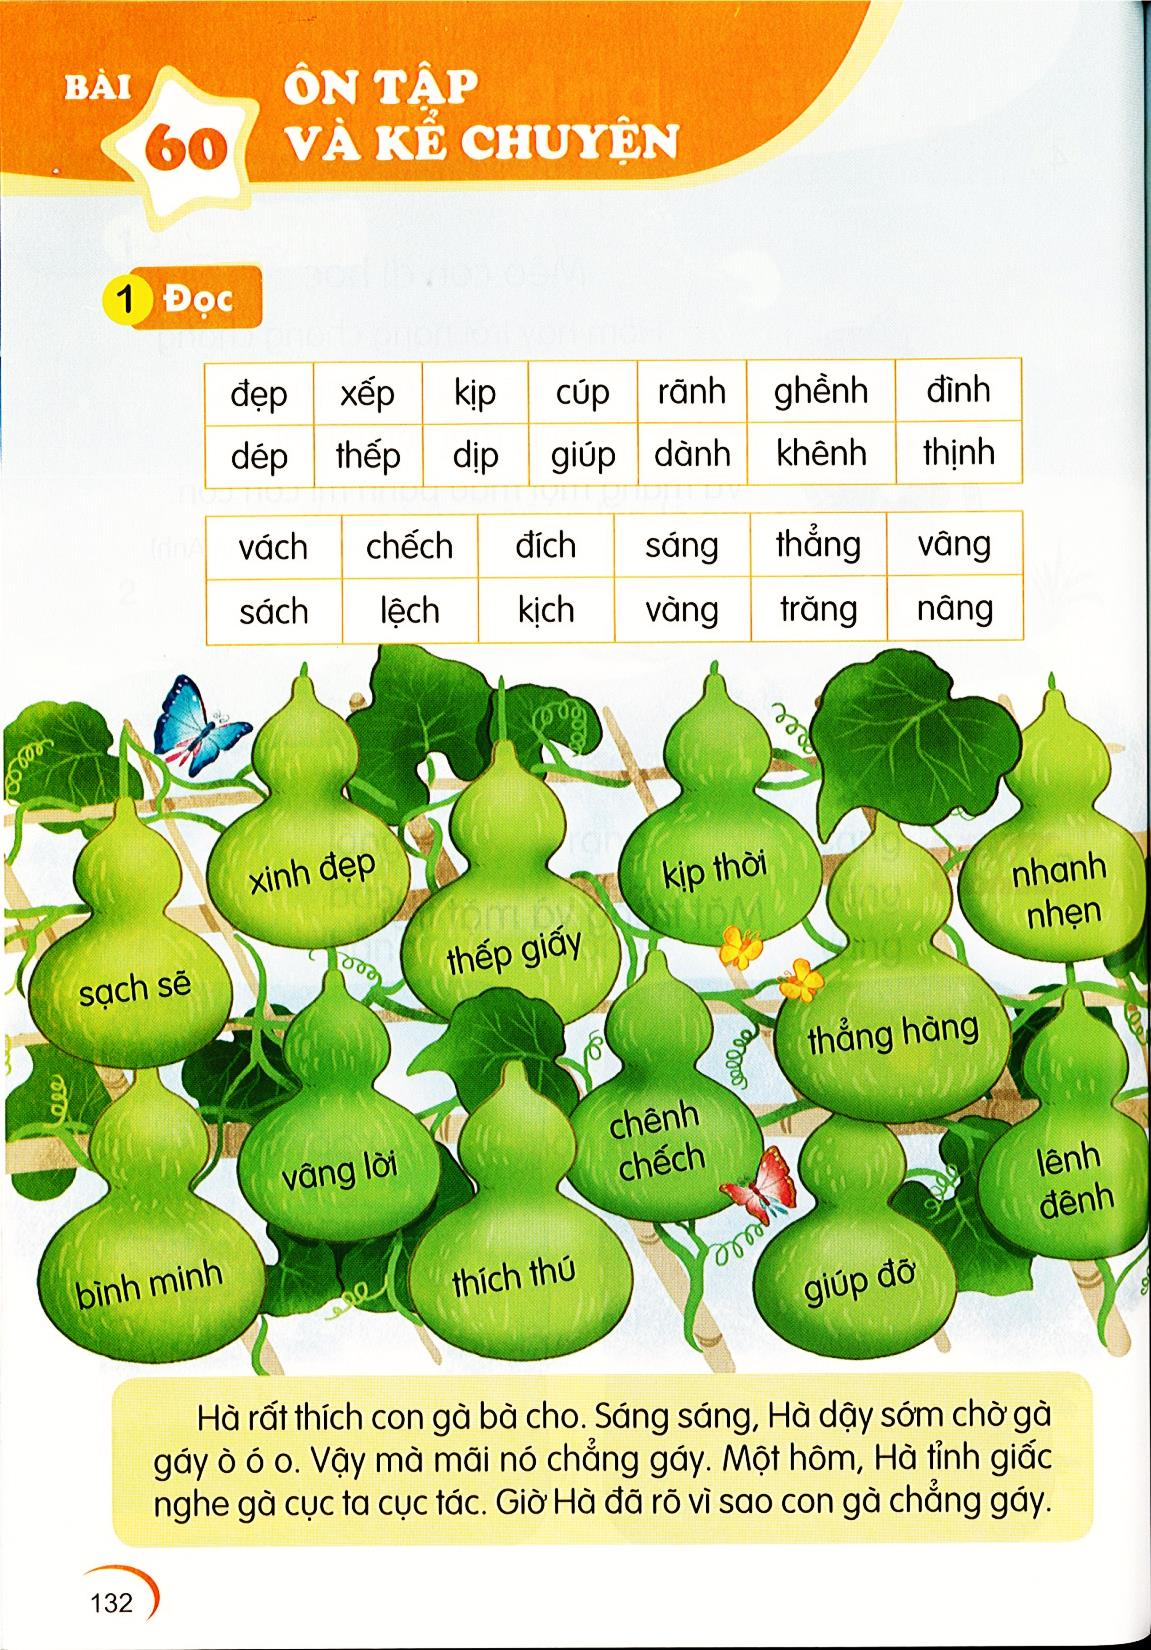 BÀI
60
ÔN TẬP
VÀ KỂ CHUYỆN
1 Đọc
đẹp xếp kịp cúp rãnh ghềnh đình
dép thếp dịp giúp dành khênh thịnh
vách chếch đích sáng thẳng vâng
sách lệch kịch vàng trăng nâng
xinh đẹp
kịp thời
nhanh
nhẹn
thếp giấy
sạch sẽ
thẳng hàng
chênh
chếch
vâng lời
lênh
đênh
bình minh
thích thú
giúp đỡ
Hà rất thích con gà bà cho. Sáng sáng, Hà dậy sớm chờ gà
gáy ò ó o. Vậy mà mãi nó chẳng gáy. Một hôm, Hà tỉnh giấc
nghe gà cục ta cục tác. Giờ Hà đã rõ vì sao con gà chẳng gáy.
132